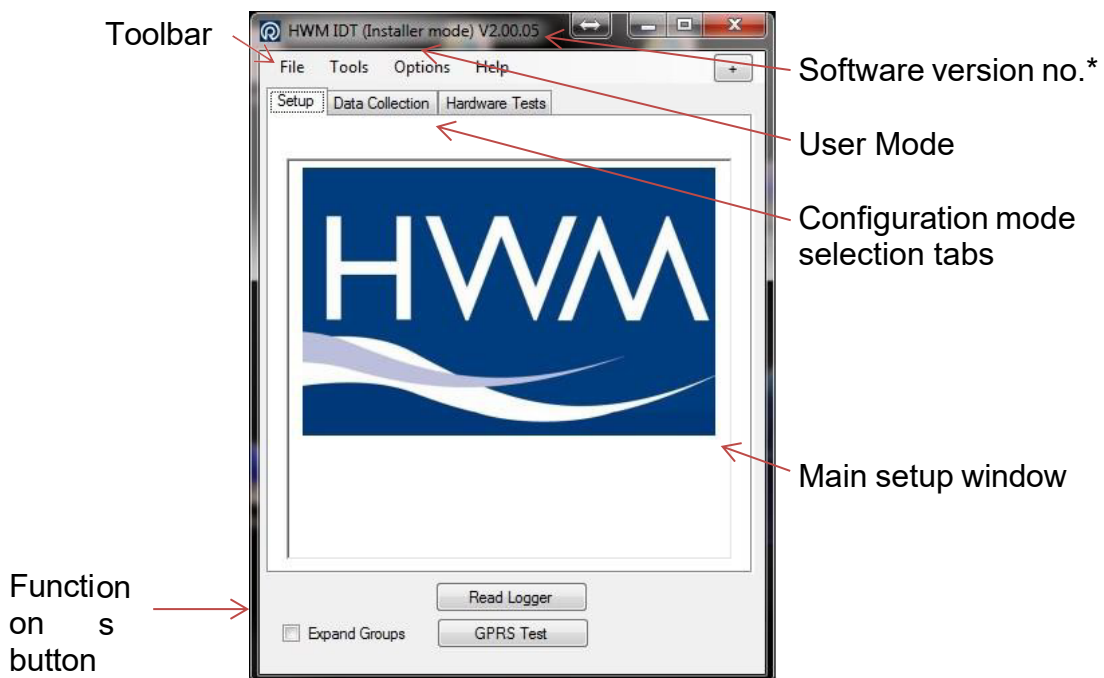 Toolbar
HWM IDT (Installer mode) V2.00.05
File Tools Options Help +
Setup Data Collection Hardware Tests
Software version no.*
User Mode
Configuration mode
selection tabs
HWM
Main setup window
Function
on s
button
Read Logger
Expand Groups GPRS Test